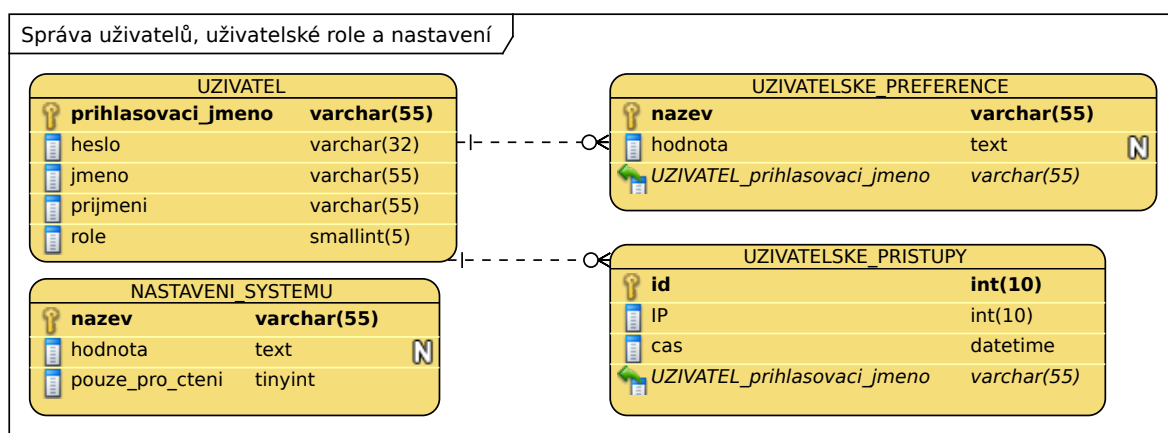 Správa uživatelů, uživatelské role a nastavení
UZIVATEL
prihlasovaci_jmeno varchar(55)
heslo varchar(32)
jmeno varchar(55)
prijmeni varchar(55)
role smallint(5)
UZIVATELSKE_PREFERENCE
nazev varchar(55)
hodnota text N
UZIVATEL_prihlasovaci_jmeno varchar(55)
NASTAVENI_SYSTEMU
nazev varchar(55)
hodnota text N
pouze_pro_cteni tinyint
UZIVATELSKE_PRISTUPY
id int(10)
IP int(10)
cas datetime
UZIVATEL_prihlasovaci_jmeno varchar(55)